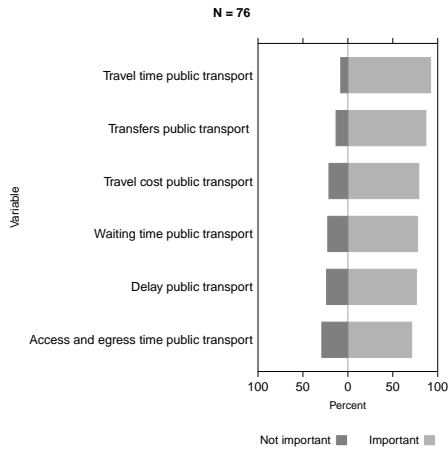 N = 76
Variable
Travel time public transport
Transfers public transport
Travel cost public transport
Waiting time public transport
Delay public transport
Access and egress time public transport
100 50 0 50 100
Percent
Not important Important